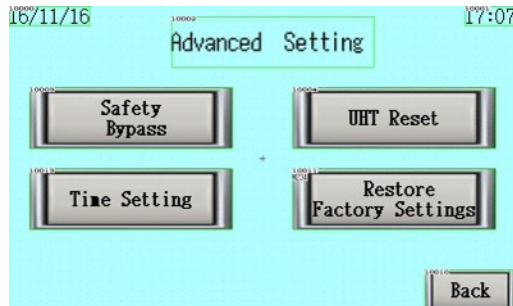 16/11/16 17:07
Advanced Setting
Safety
Bypass
UHT Reset
Time Setting
Restore
Factory Settings
Back